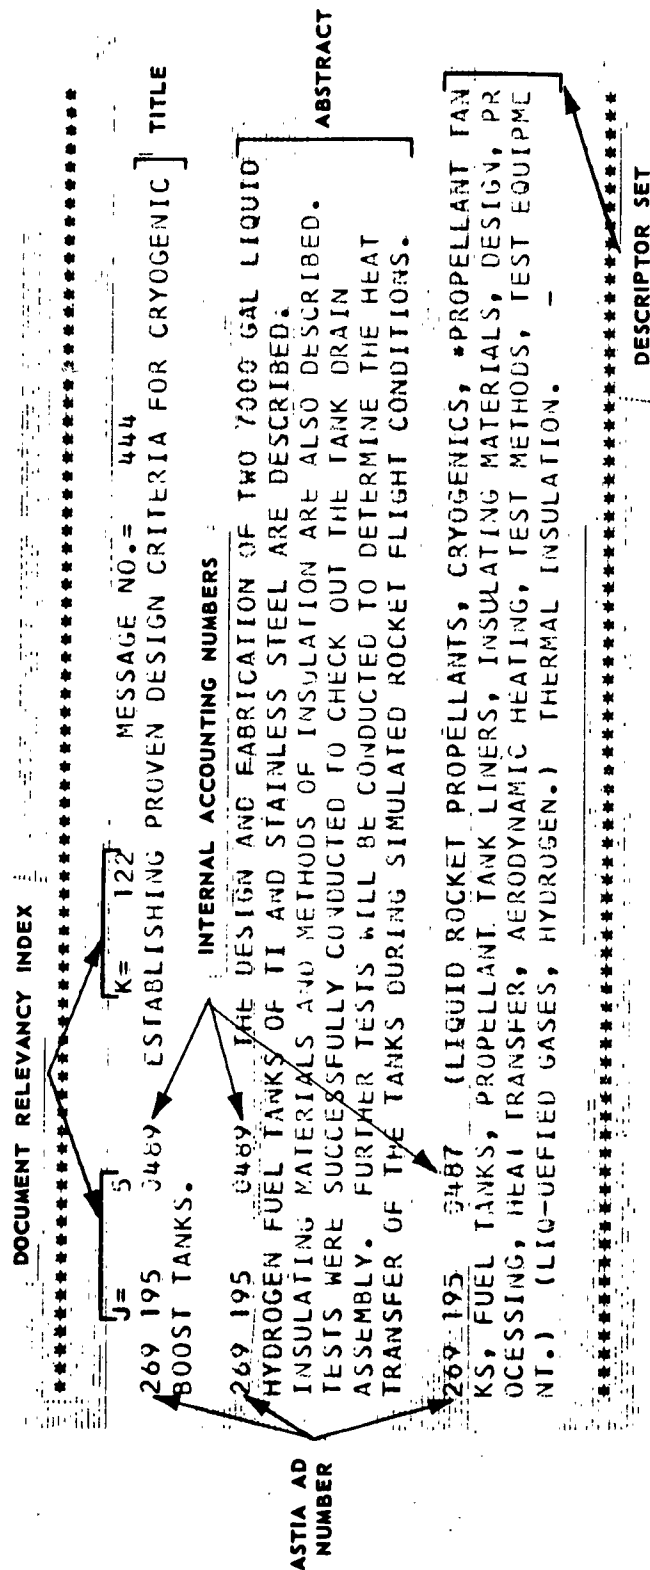 DOCUMENT RELEVANCY INDEX
****************************************************************
J= 5 K= 122 MESSAGE NO.= 444
269 195 0489 ESTABLISHING PROVEN DESIGN CRITERIA FOR CRYOGENIC
BOOST TANKS.
TITLE
INTERNAL ACCOUNTING NUMBERS
269 195 0489 THE DESIGN AND FABRICATION OF TWO 7000 GAL LIQUID
HYDROGEN FUEL TANKS OF TI AND STAINLESS STEEL ARE DESCRIBED.
INSULATING MATERIALS AND METHODS OF INSULATION ARE ALSO DESCRIBED.
TESTS WERE SUCCESSFULLY CONDUCTED TO CHECK OUT THE TANK DRAIN
ASSEMBLY. FURTHER TESTS WILL BE CONDUCTED TO DETERMINE THE HEAT
TRANSFER OF THE TANKS DURING SIMULATED ROCKET FLIGHT CONDITIONS.
ABSTRACT
ASTIA AD
NUMBER
269 195 0487 (LIQUID ROCKET PROPELLANTS, CRYOGENICS, *PROPELLANT TAN
KS, FUEL TANKS, PROPELLANT TANK LINERS, INSULATING MATERIALS, DESIGN, PR
OCESSING, HEAT TRANSFER, AERODYNAMIC HEATING, TEST METHODS, TEST EQUIPME
NT.) (LIQ-UEFIED GASES, HYDROGEN.) THERMAL INSULATION.
****************************************************************
DESCRIPTOR SET